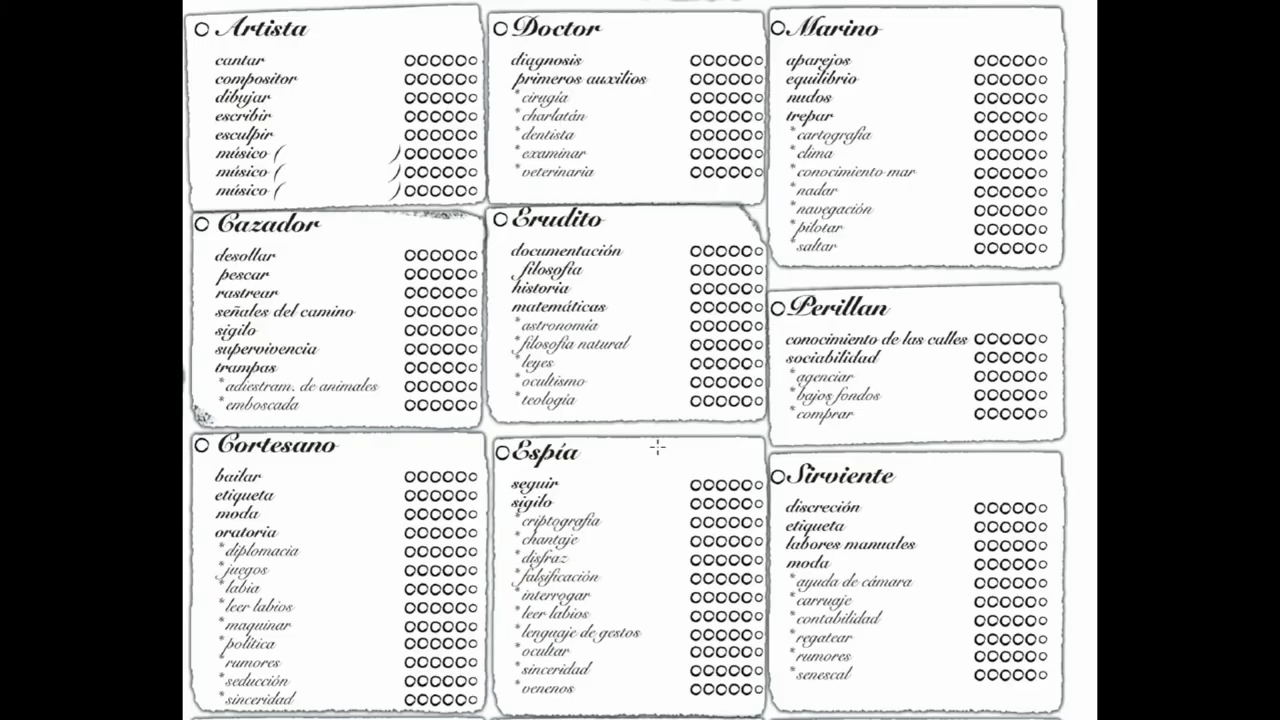 Artista
cantar
compositor
dibujar
escribir
esculpir
músico ( )
músico ( )
músico ( )
Cazador
desollar
pescar
rastrear
señales del camino
sigilo
supervivencia
trampas
*adiestram. de animales
*emboscada
Cortesano
bailar
etiqueta
moda
oratoria
*diplomacia
*juegos
*labia
*leer labios
*maquinar
*política
*rumores
*seducción
*sinceridad
Doctor
diagnosis
primeros auxilios
*cirugía
*charlatán
*dentista
*examinar
*veterinaria
Erudito
documentación
filosofia
historia
matemáticas
*astronomía
*filosofía natural
*leyes
*ocultismo
*teología
Espía
seguir
sigilo
*criptografía
*chantaje
*disfraz
*falsificación
*interrogar
*leer labios
*lenguaje de gestos
*ocultar
*sinceridad
*venenos
Marino
aparejos
equilibrio
nudos
trepar
*cartografía
*clima
*conocimiento mar
*nadar
*navegación
*pilotar
*saltar
Perillan
conocimiento de las calles
sociabilidad
*agenciar
*bajos fondos
*comprar
Sirviente
discreción
etiqueta
labores manuales
moda
*ayuda de cámara
*carruaje
*contabilidad
*regatear
*rumores
*senescal